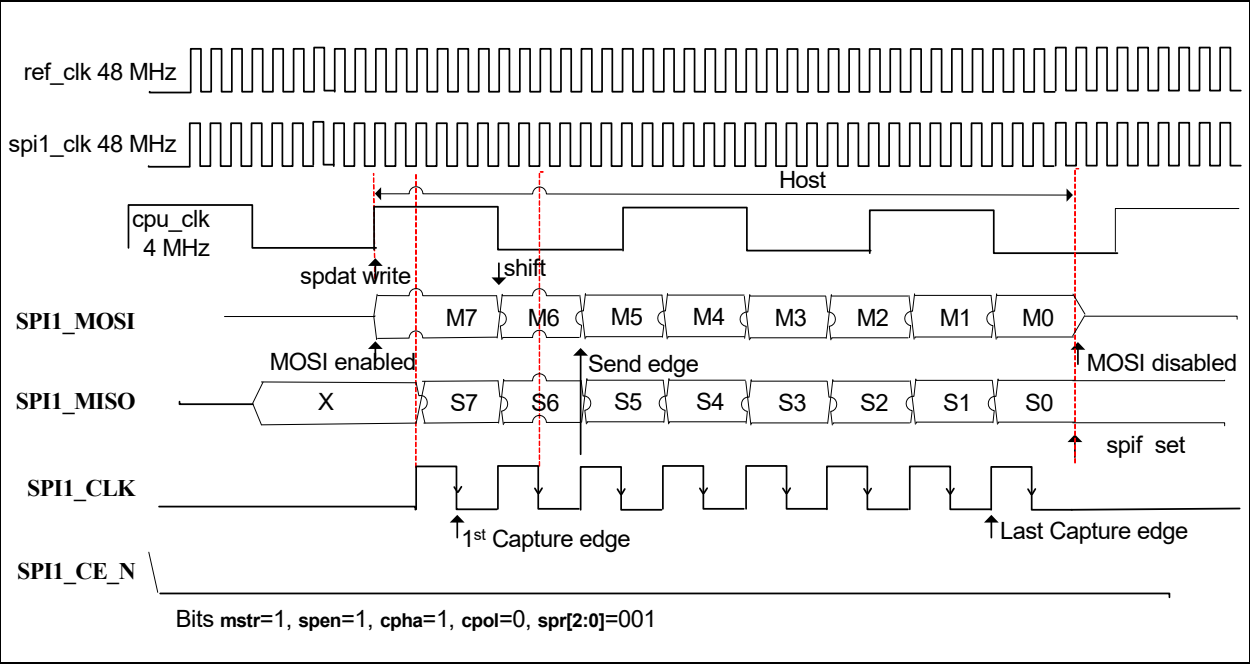 ref_clk 48 MHz
spi1_clk 48 MHz
Host
cpu_clk
4 MHz
spdat write
shift
SPI1_MOSI
M7 M6 M5 M4 M3 M2 M1 M0
MOSI enabled
Send edge
MOSI disabled
SPI1_MISO
X S7 S6 S5 S4 S3 S2 S1 S0
spif set
SPI1_CLK
1st Capture edge
Last Capture edge
SPI1_CE_N
Bits mstr=1, spen=1, cpha=1, cpol=0, spr[2:0]=001